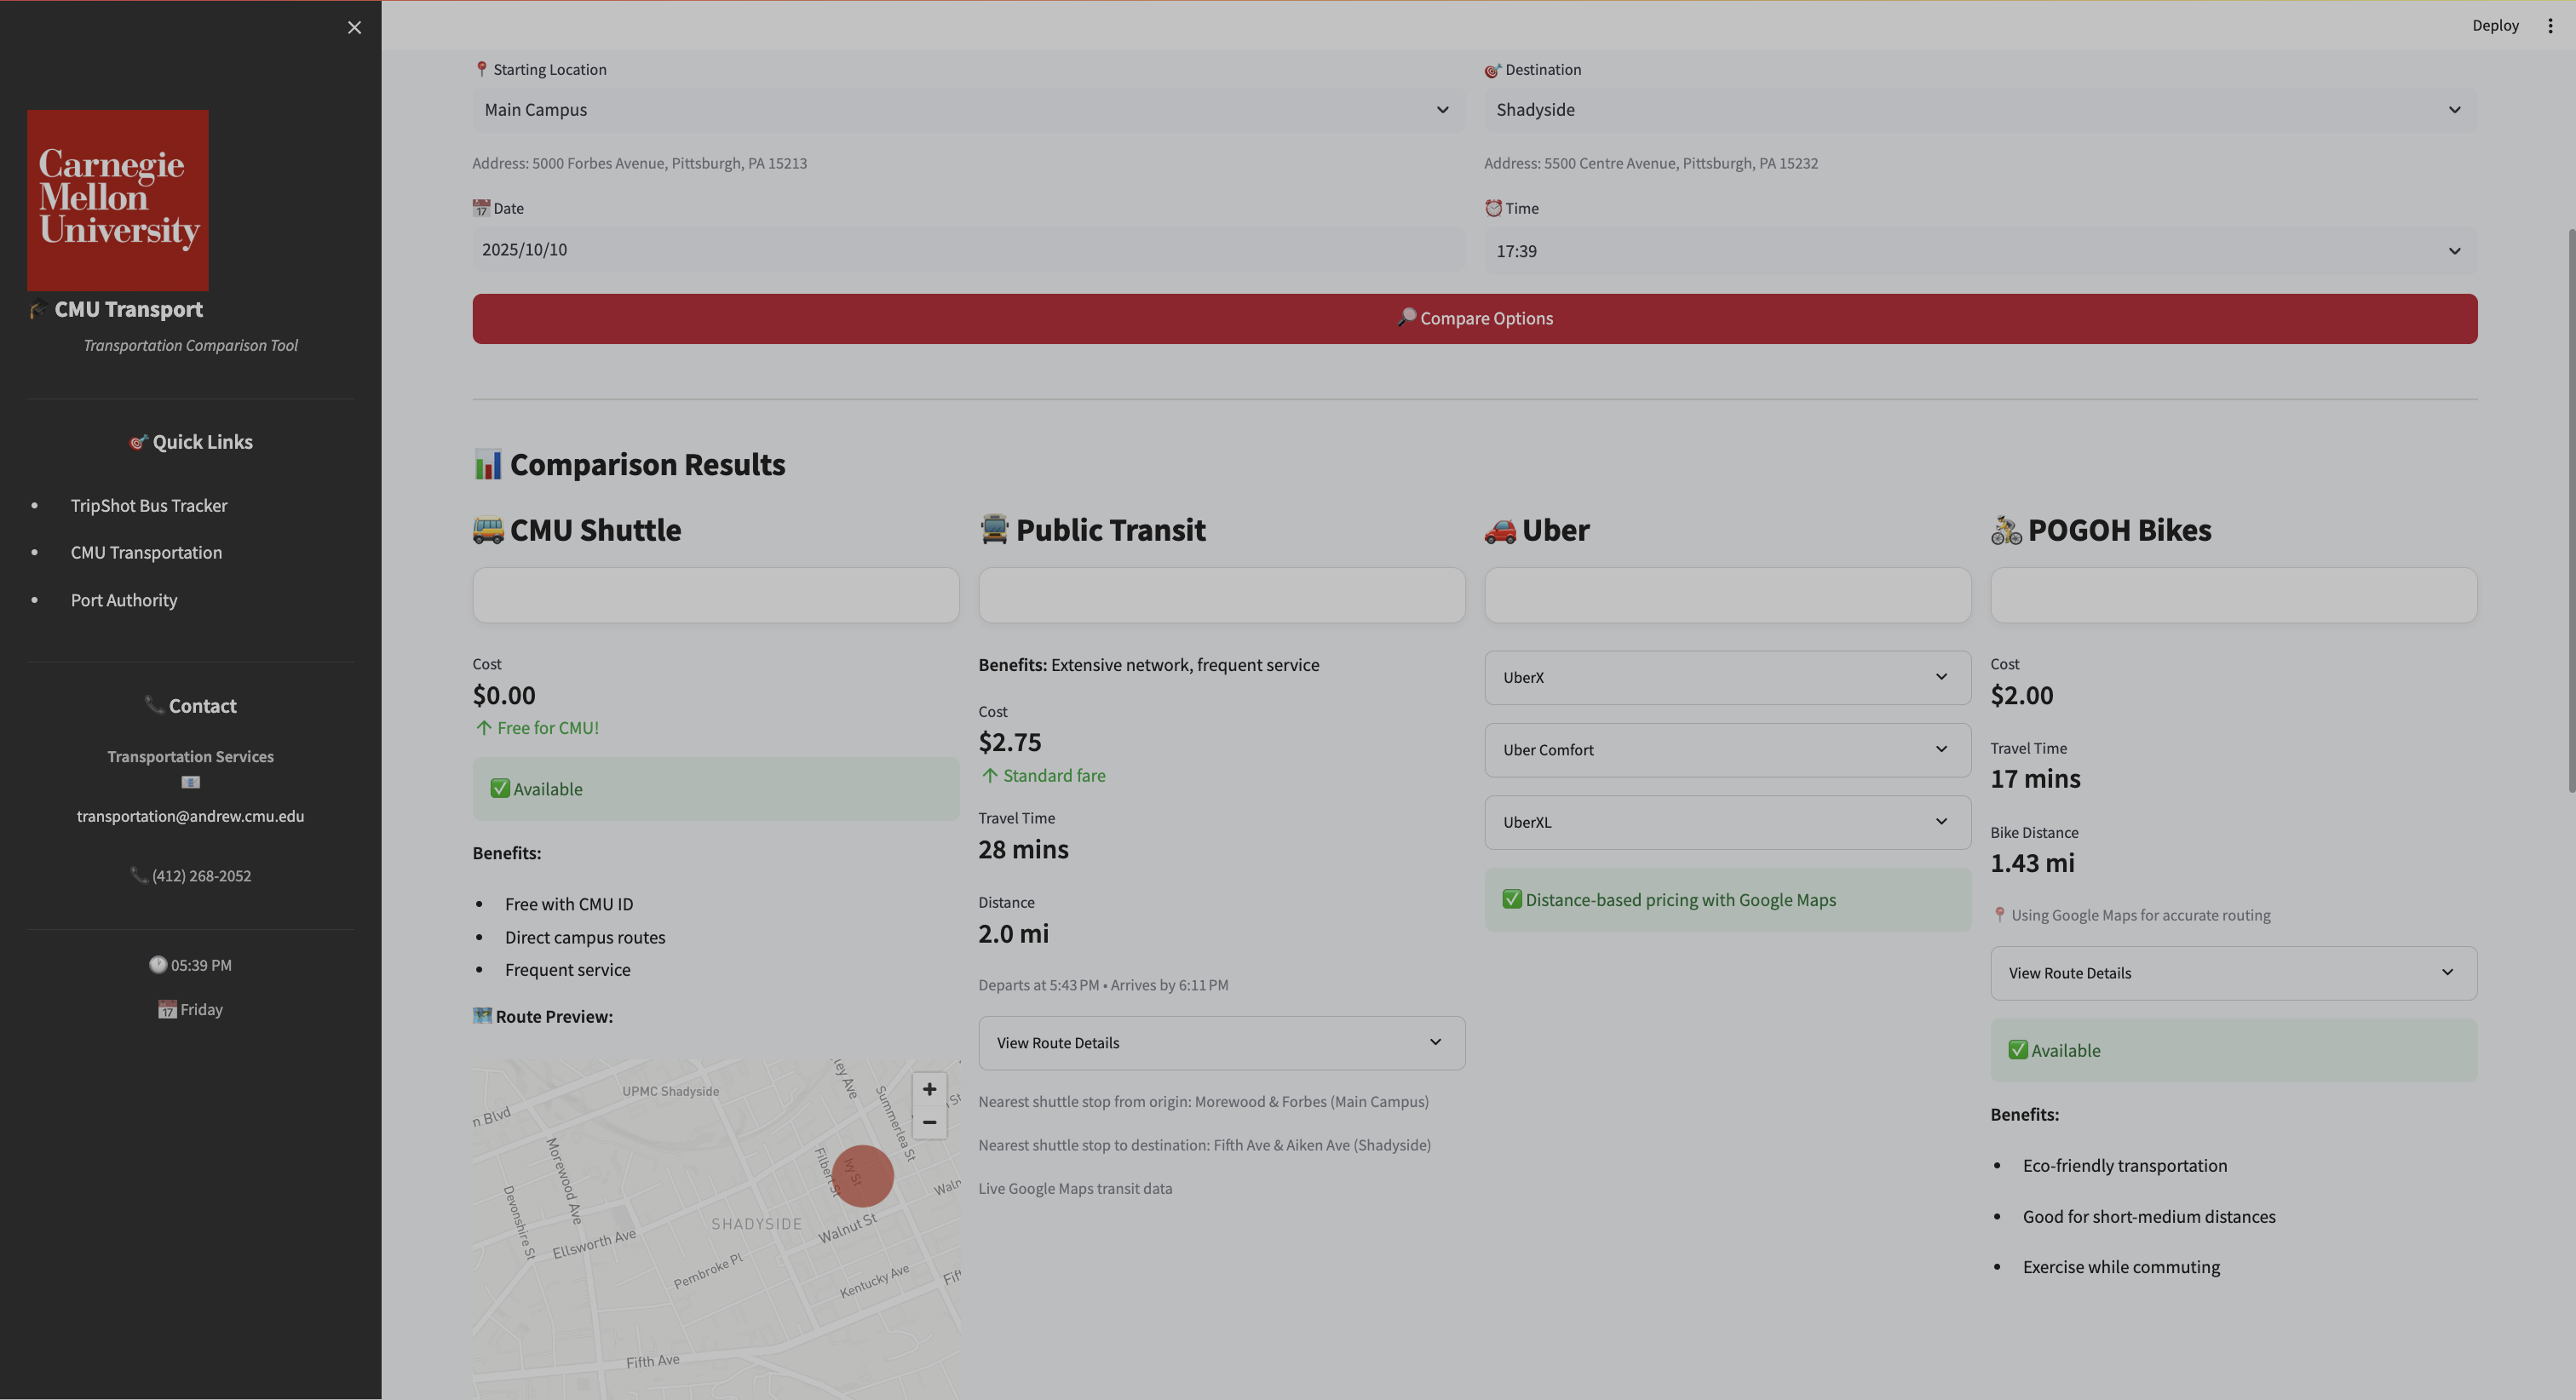 Carnegie
Mellon
University
CMU Transport
Transportation Comparison Tool
Quick Links
TripShot Bus Tracker
CMU Transportation
Port Authority
Contact
Transportation Services
transportation@andrew.cmu.edu
(412) 268-2052
05:39 PM
Friday
Deploy
Starting Location
Main Campus
Address: 5000 Forbes Avenue, Pittsburgh, PA 15213
Destination
Shadyside
Address: 5500 Centre Avenue, Pittsburgh, PA 15232
Date
2025/10/10
Time
17:39
Compare Options
Comparison Results
CMU Shuttle
Cost
$0.00
↑ Free for CMU!
Available
Benefits:
Free with CMU ID
Direct campus routes
Frequent service
Route Preview:
UPMC Shadyside
n Blvd
ley Ave
Summerlea St
St
Morewood Ave
Filbert St
Ivy St
Devonshire St
Waln
SHADYSIDE
Walnut St
Ellsworth Ave
Pembroke Pl
Kentucky Ave
Fift
Fifth Ave
+
−
Public Transit
Benefits: Extensive network, frequent service
Cost
$2.75
↑ Standard fare
Travel Time
28 mins
Distance
2.0 mi
Departs at 5:43 PM • Arrives by 6:11 PM
View Route Details
Nearest shuttle stop from origin: Morewood & Forbes (Main Campus)
Nearest shuttle stop to destination: Fifth Ave & Aiken Ave (Shadyside)
Live Google Maps transit data
Uber
UberX
Uber Comfort
UberXL
Distance-based pricing with Google Maps
POGOH Bikes
Cost
$2.00
Travel Time
17 mins
Bike Distance
1.43 mi
Using Google Maps for accurate routing
View Route Details
Available
Benefits:
Eco-friendly transportation
Good for short-medium distances
Exercise while commuting